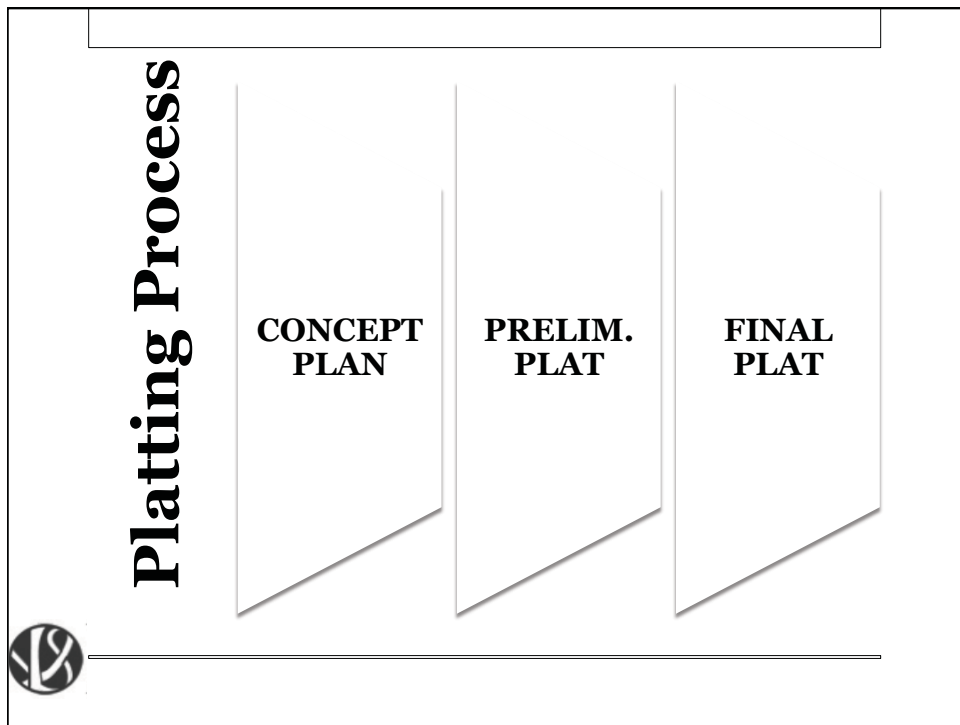 Platting Process
CONCEPT
PLAN
PRELIM.
PLAT
FINAL
PLAT